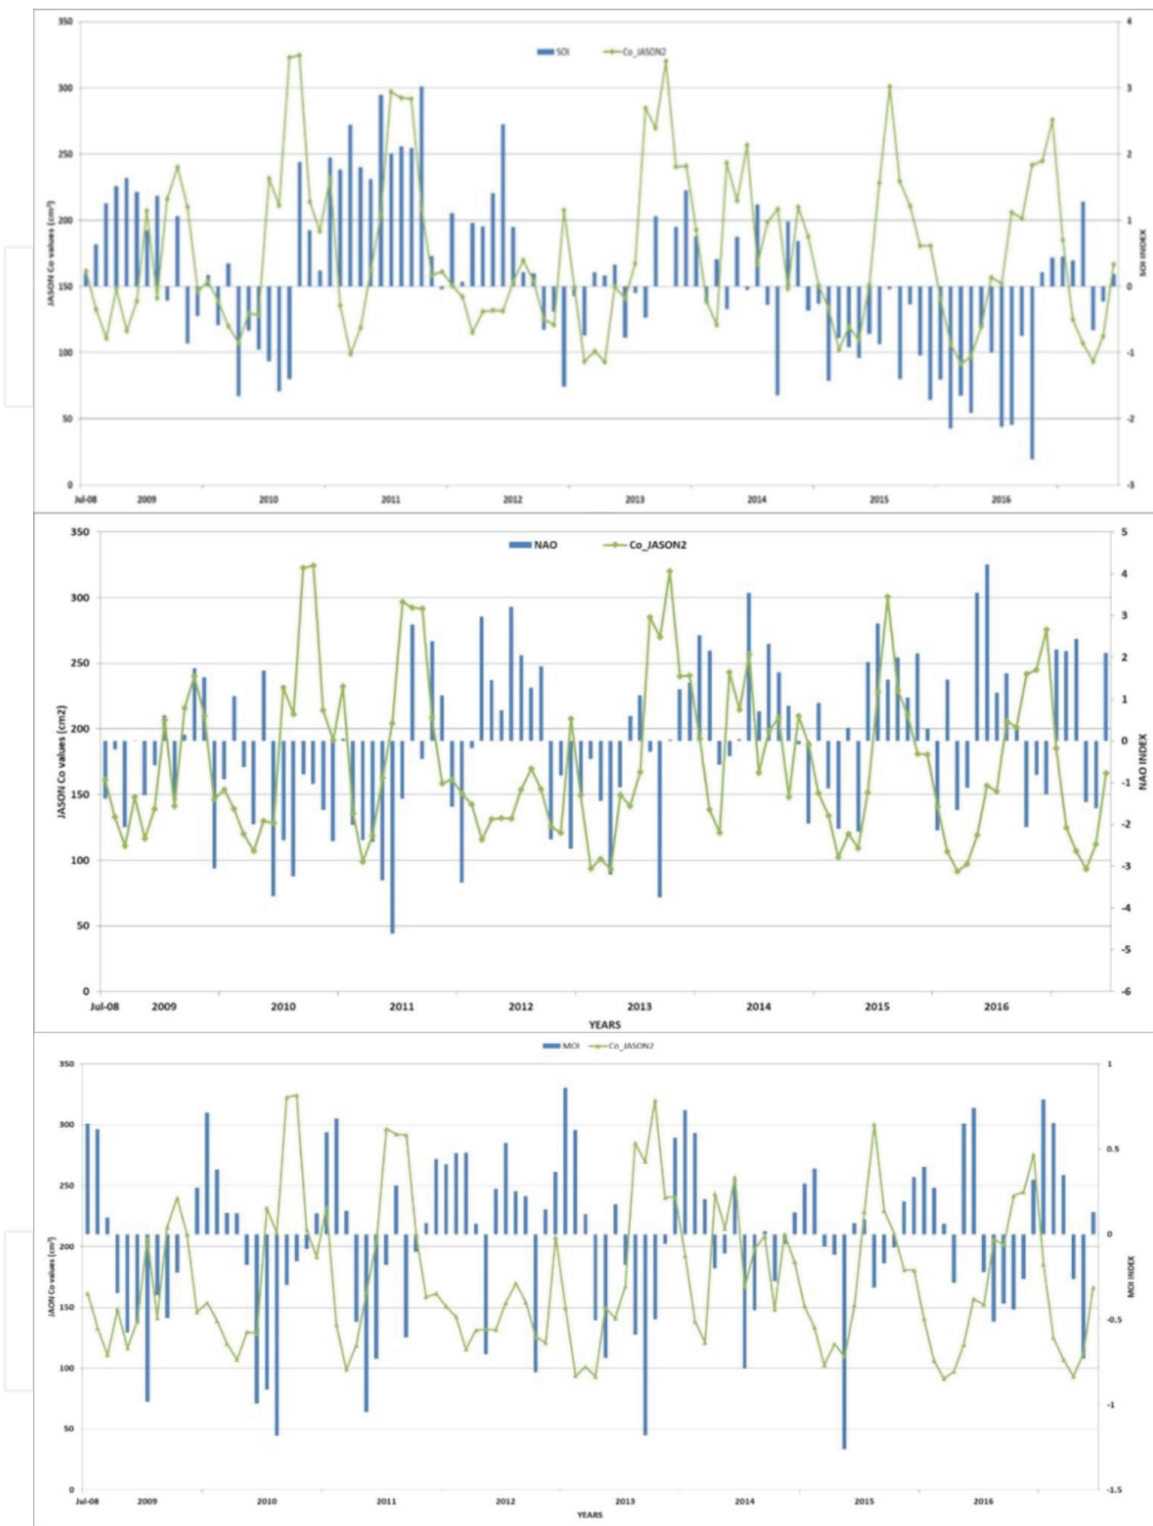 350 4
SOI Co_JASON2
300 3
250 2
200 1
150 0
100 -1
50 -2
0 -3
JASON Co values (cm²)
SOI INDEX
Jul-08 2009 2010 2011 2012 2013 2014 2015 2016
350 5
NAO Co_JASON2
4
300 3
250 2
1
200 0
150 -1
-2
100 -3
-4
50 -5
0 -6
JASON Co values (cm2)
NAO INDEX
Jul-08 2009 2010 2011 2012 2013 2014 2015 2016
YEARS
MOI Co_JASON2
350 1
300
0.5
250
0
200
150 -0.5
100
-1
50
0 -1.5
JAON Co values (cm²)
MOI INDEX
Jul-08 2009 2010 2011 2012 2013 2014 2015 2016
YEARS